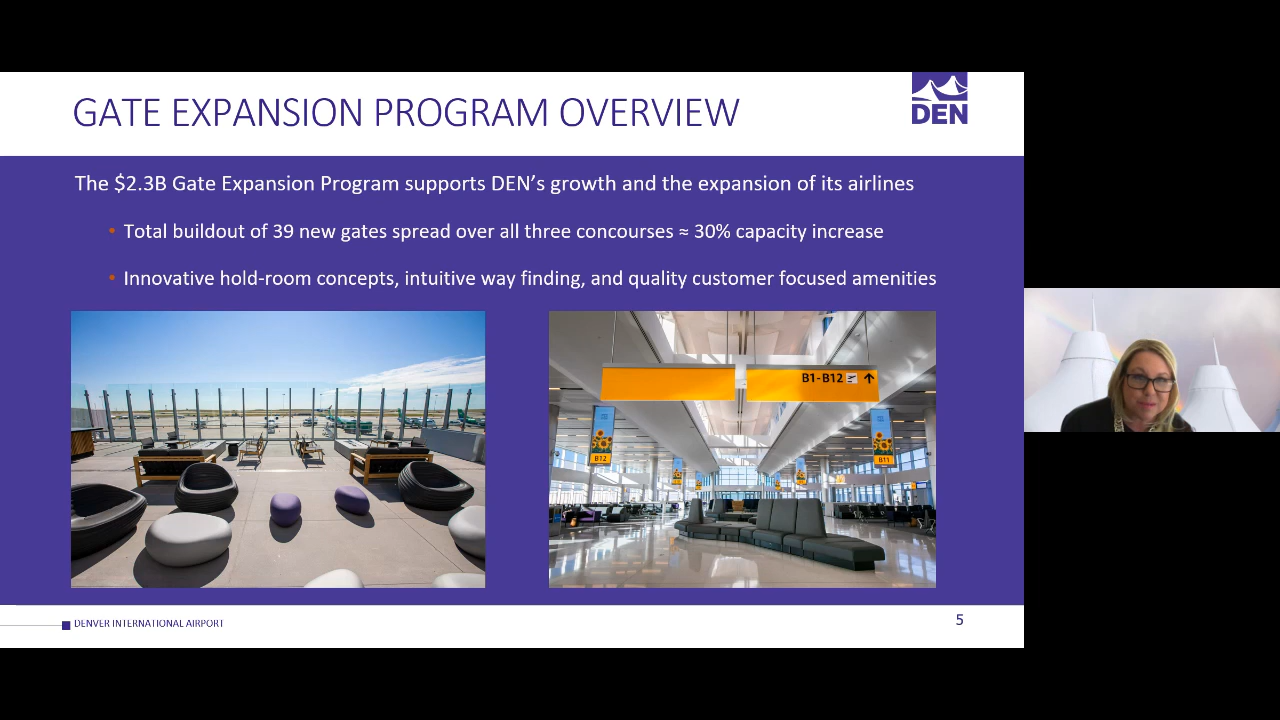 GATE EXPANSION PROGRAM OVERVIEW
DEN
The $2.3B Gate Expansion Program supports DEN's growth and the expansion of its airlines
• Total buildout of 39 new gates spread over all three concourses ≈ 30% capacity increase
• Innovative hold-room concepts, intuitive way finding, and quality customer focused amenities
B1-B12
B12
B11
DENVER INTERNATIONAL AIRPORT
5